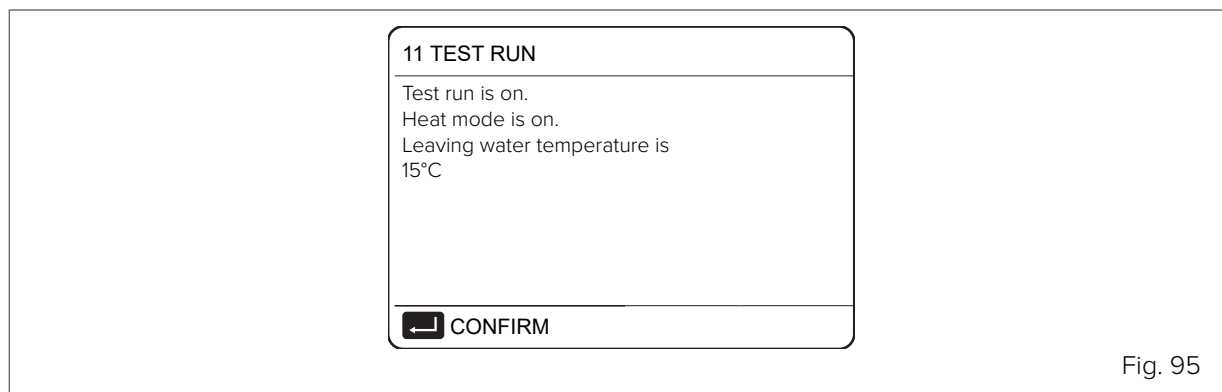 11 TEST RUN
Test run is on.
Heat mode is on.
Leaving water temperature is
15°C
CONFIRM
Fig. 95